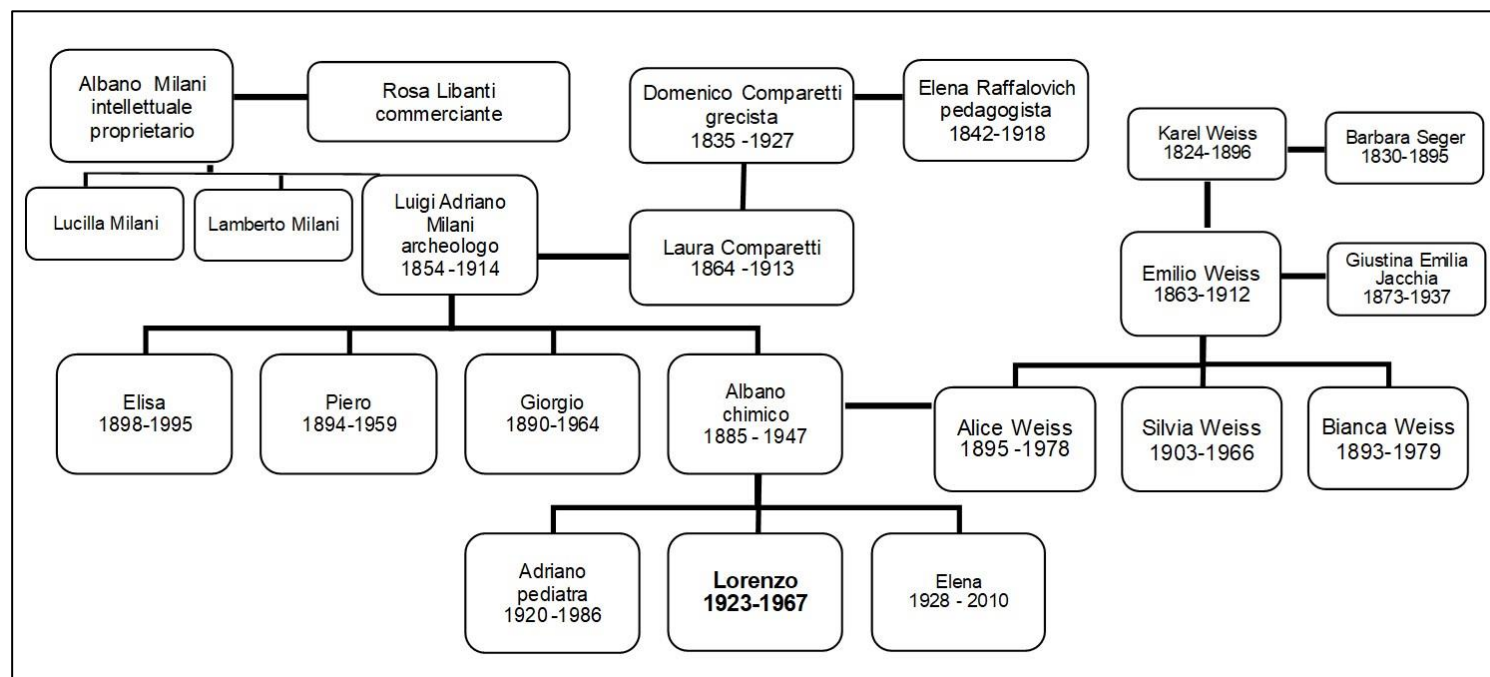 Albano Milani
intellettuale
proprietario
Rosa Libanti
commerciante
Domenico Comparetti
grecista
1835 -1927
Elena Raffalovich
pedagogista
1842-1918
Karel Weiss
1824-1896
Barbara Seger
1830-1895
Lucilla Milani
Lamberto Milani
Luigi Adriano
Milani
archeologo
1854 -1914
Laura Comparetti
1864 -1913
Emilio Weiss
1863-1912
Giustina Emilia
Jacchia
1873-1937
Elisa
1898-1995
Piero
1894-1959
Giorgio
1890-1964
Albano
chimico
1885 - 1947
Alice Weiss
1895 -1978
Silvia Weiss
1903-1966
Bianca Weiss
1893-1979
Adriano
pediatra
1920 -1986
Lorenzo
1923-1967
Elena
1928 - 2010